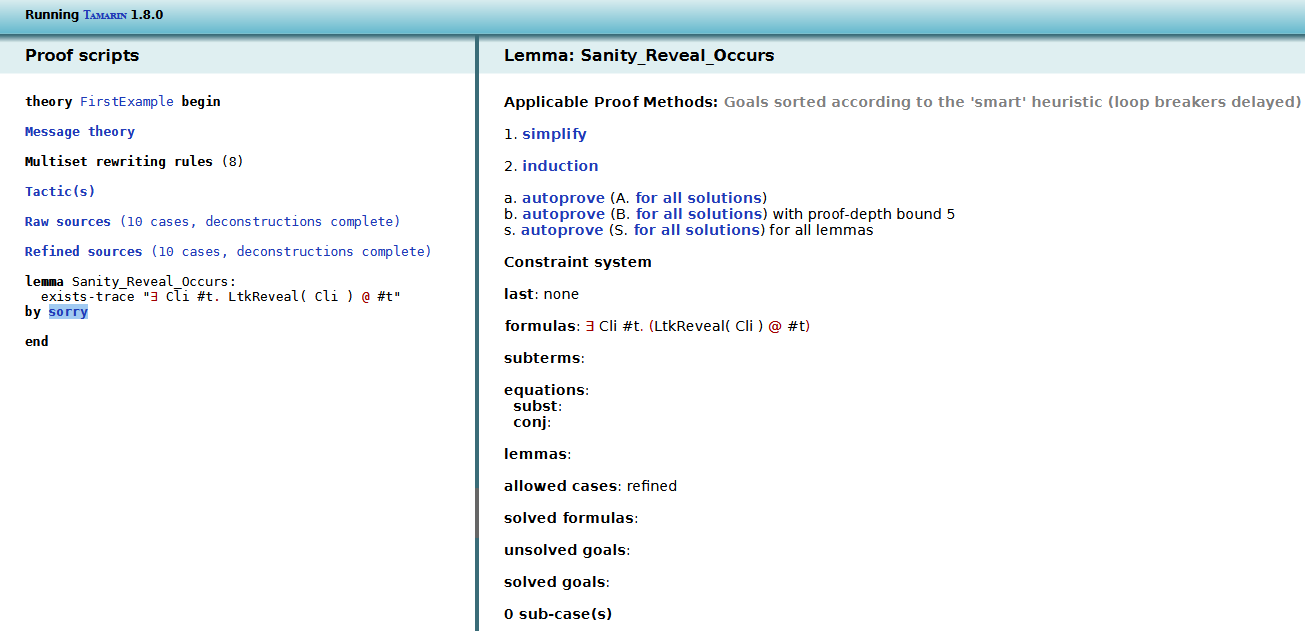 Running TAMARIN 1.8.0
Proof scripts
theory FirstExample begin
Message theory
Multiset rewriting rules (8)
Tactic(s)
Raw sources (10 cases, deconstructions complete)
Refined sources (10 cases, deconstructions complete)
lemma Sanity_Reveal_Occurs:
exists-trace "∃ Cli #t. LtkReveal( Cli ) @ #t"
by sorry
end
Lemma: Sanity_Reveal_Occurs
Applicable Proof Methods: Goals sorted according to the 'smart' heuristic (loop breakers delayed)
1. simplify
2. induction
a. autoprove (A. for all solutions)
b. autoprove (B. for all solutions) with proof-depth bound 5
s. autoprove (S. for all solutions) for all lemmas
Constraint system
last: none
formulas: ∃ Cli #t. (LtkReveal( Cli ) @ #t)
subterms:
equations:
subst:
conj:
lemmas:
allowed cases: refined
solved formulas:
unsolved goals:
solved goals:
0 sub-case(s)